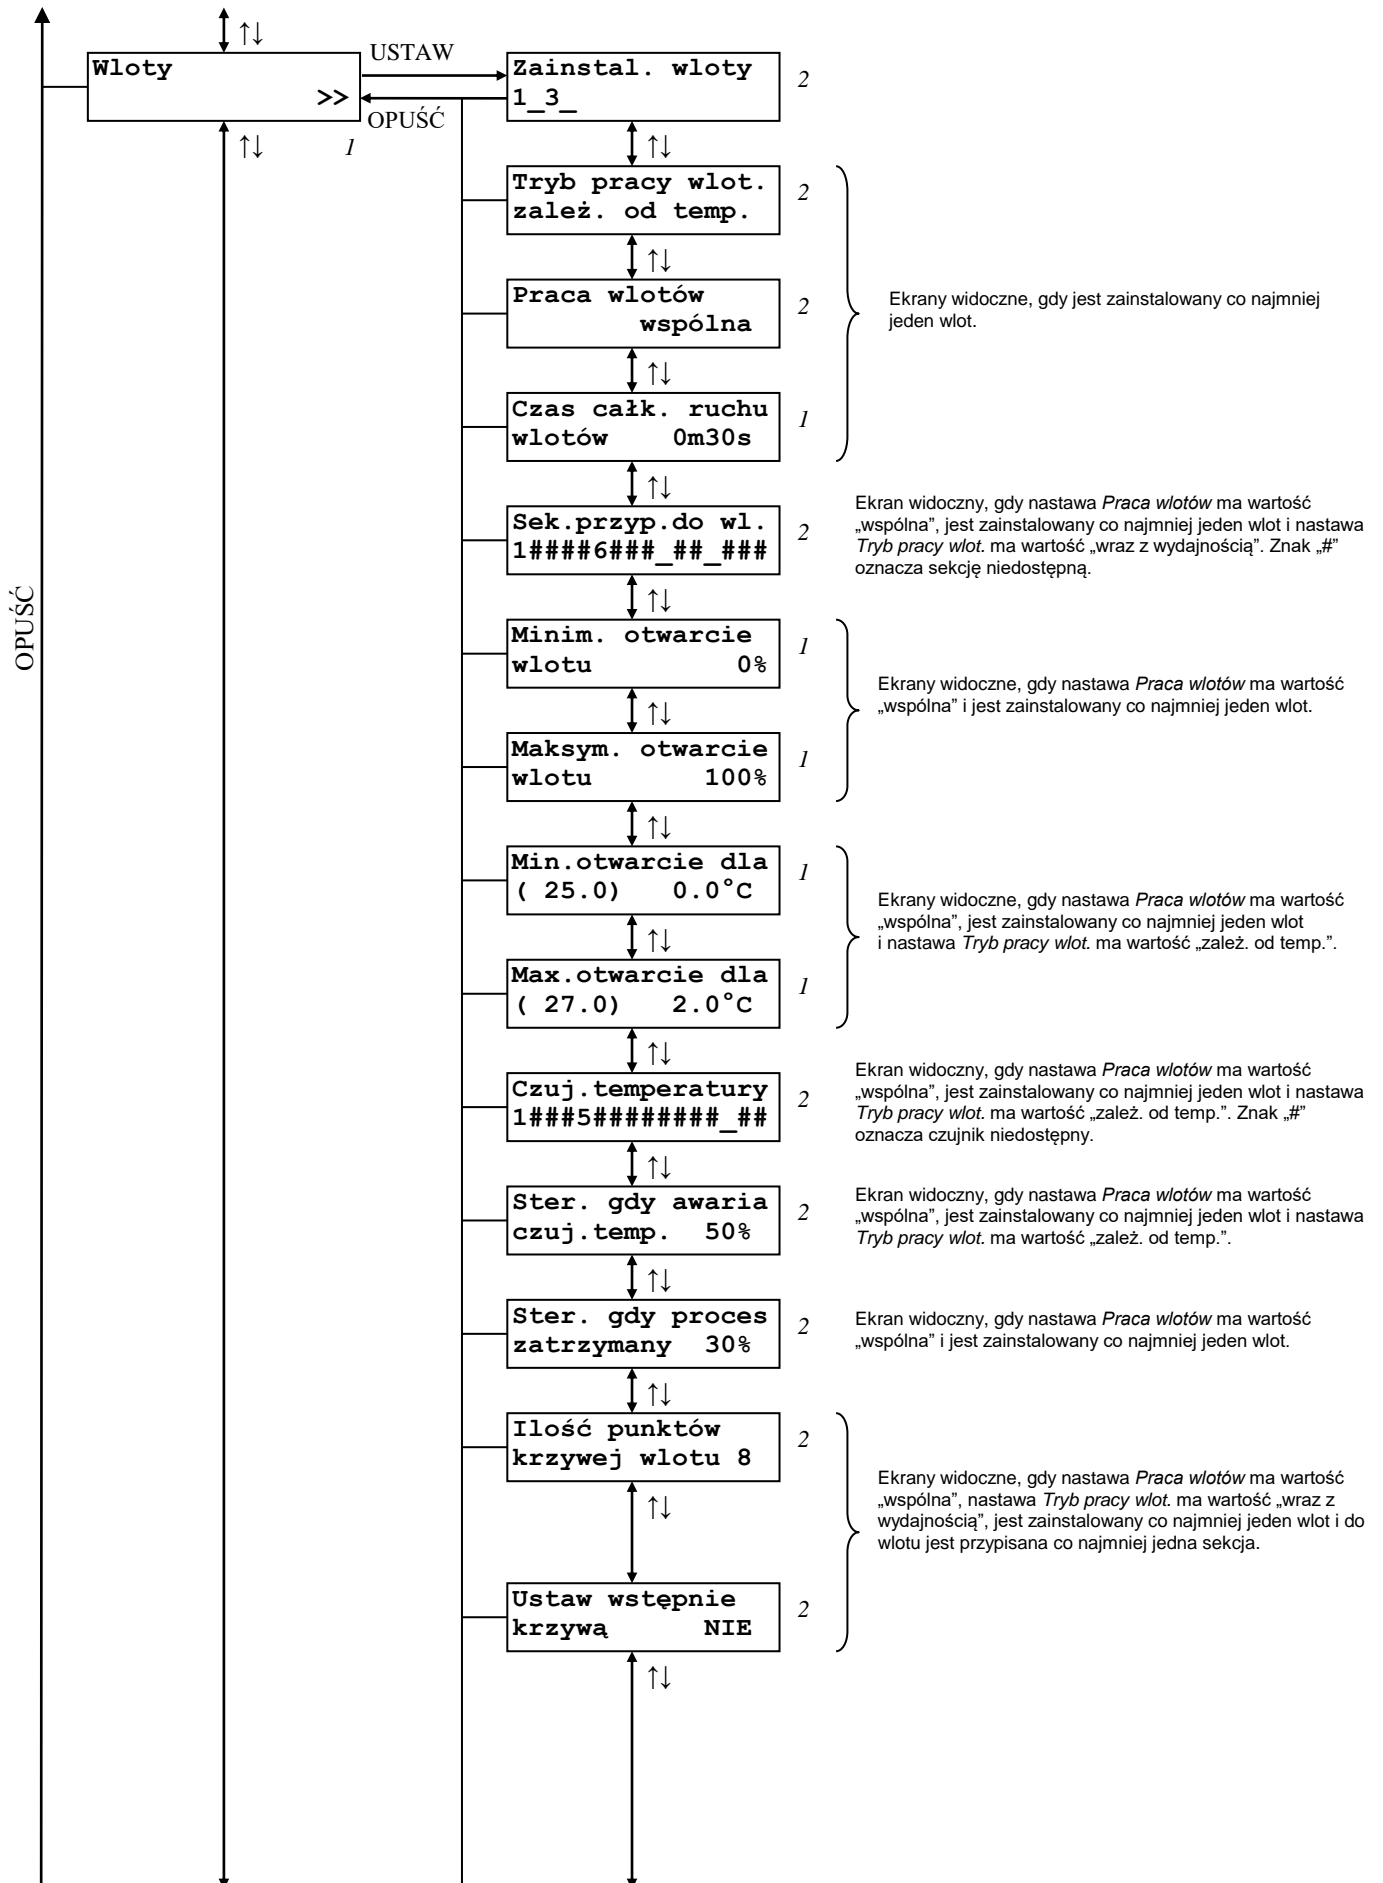 ↑↓
Wloty
>>
USTAW
OPUŚĆ
↑↓
1
Zainstal. wloty
1_3_
2
↑↓
Tryb pracy wlot.
zależ. od temp.
2
↑↓
Praca wlotów
wspólna
2
Ekrany widoczne, gdy jest zainstalowany co najmniej
jeden wlot.
↑↓
Czas całk. ruchu
wlotów 0m30s
1
↑↓
Sek.przyp.do wl.
1####6###_##_###
2
Ekran widoczny, gdy nastawa Praca wlotów ma wartość
„wspólna”, jest zainstalowany co najmniej jeden wlot i nastawa
Tryb pracy wlot. ma wartość „wraz z wydajnością”. Znak „#”
oznacza sekcję niedostępną.
↑↓
OPUŚĆ
Minim. otwarcie
wlotu 0%
1
Ekrany widoczne, gdy nastawa Praca wlotów ma wartość
„wspólna” i jest zainstalowany co najmniej jeden wlot.
↑↓
Maksym. otwarcie
wlotu 100%
1
↑↓
Min.otwarcie dla
( 25.0) 0.0°C
1
Ekrany widoczne, gdy nastawa Praca wlotów ma wartość
„wspólna”, jest zainstalowany co najmniej jeden wlot
i nastawa Tryb pracy wlot. ma wartość „zależ. od temp.”.
↑↓
Max.otwarcie dla
( 27.0) 2.0°C
1
↑↓
Czuj.temperatury
1###5########_##
2
Ekran widoczny, gdy nastawa Praca wlotów ma wartość
„wspólna”, jest zainstalowany co najmniej jeden wlot i nastawa
Tryb pracy wlot. ma wartość „zależ. od temp.”. Znak „#”
oznacza czujnik niedostępny.
↑↓
Ster. gdy awaria
czuj.temp. 50%
2
Ekran widoczny, gdy nastawa Praca wlotów ma wartość
„wspólna”, jest zainstalowany co najmniej jeden wlot i nastawa
Tryb pracy wlot. ma wartość „zależ. od temp.”.
↑↓
Ster. gdy proces
zatrzymany 30%
2
Ekran widoczny, gdy nastawa Praca wlotów ma wartość
„wspólna” i jest zainstalowany co najmniej jeden wlot.
↑↓
Ilość punktów
krzywej wlotu 8
2
Ekrany widoczne, gdy nastawa Praca wlotów ma wartość
„wspólna”, nastawa Tryb pracy wlot. ma wartość „wraz z
wydajnością”, jest zainstalowany co najmniej jeden wlot i do
wlotu jest przypisana co najmniej jedna sekcja.
↑↓
Ustaw wstępnie
krzywą NIE
2
↑↓